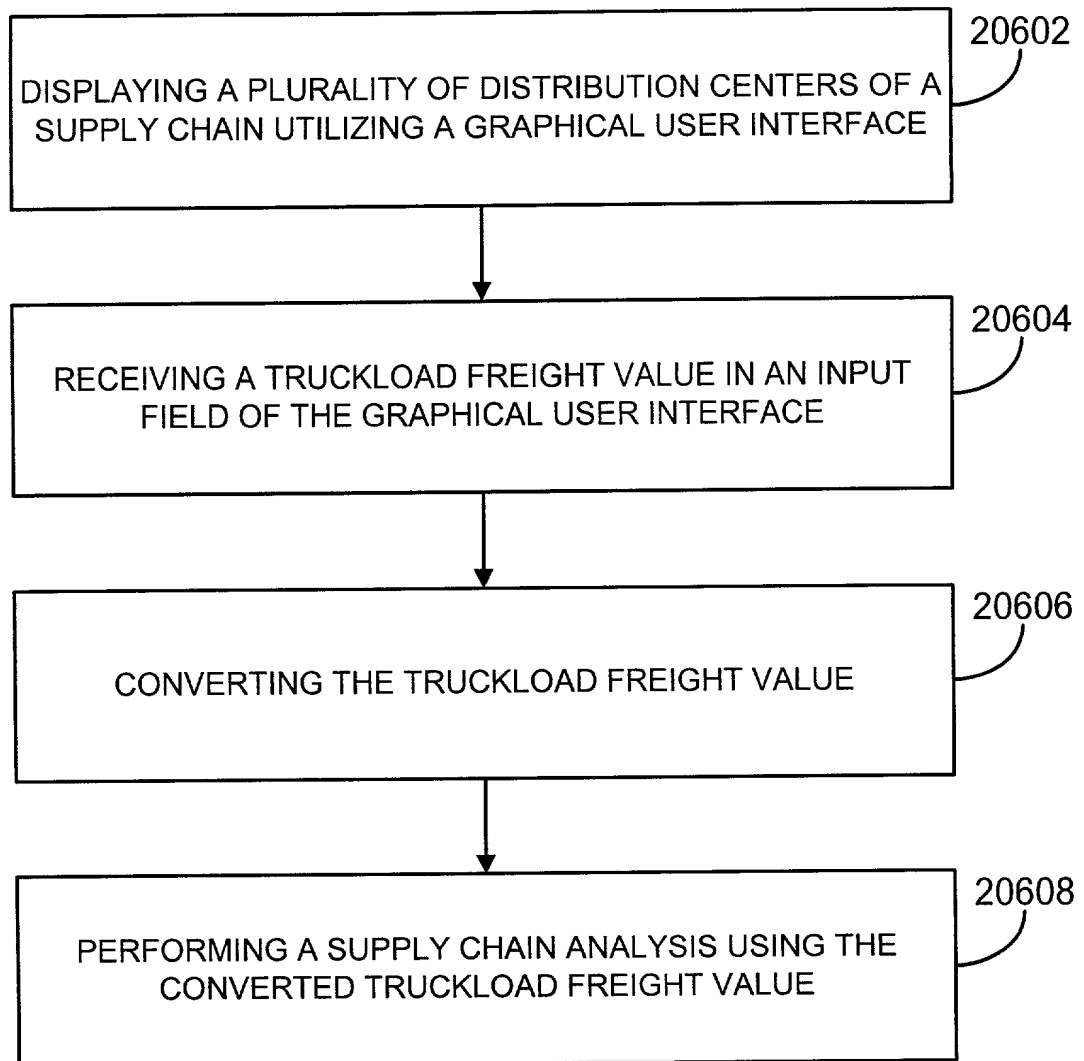 20602
DISPLAYING A PLURALITY OF DISTRIBUTION CENTERS OF A
SUPPLY CHAIN UTILIZING A GRAPHICAL USER INTERFACE
20604
RECEIVING A TRUCKLOAD FREIGHT VALUE IN AN INPUT
FIELD OF THE GRAPHICAL USER INTERFACE
20606
CONVERTING THE TRUCKLOAD FREIGHT VALUE
20608
PERFORMING A SUPPLY CHAIN ANALYSIS USING THE
CONVERTED TRUCKLOAD FREIGHT VALUE